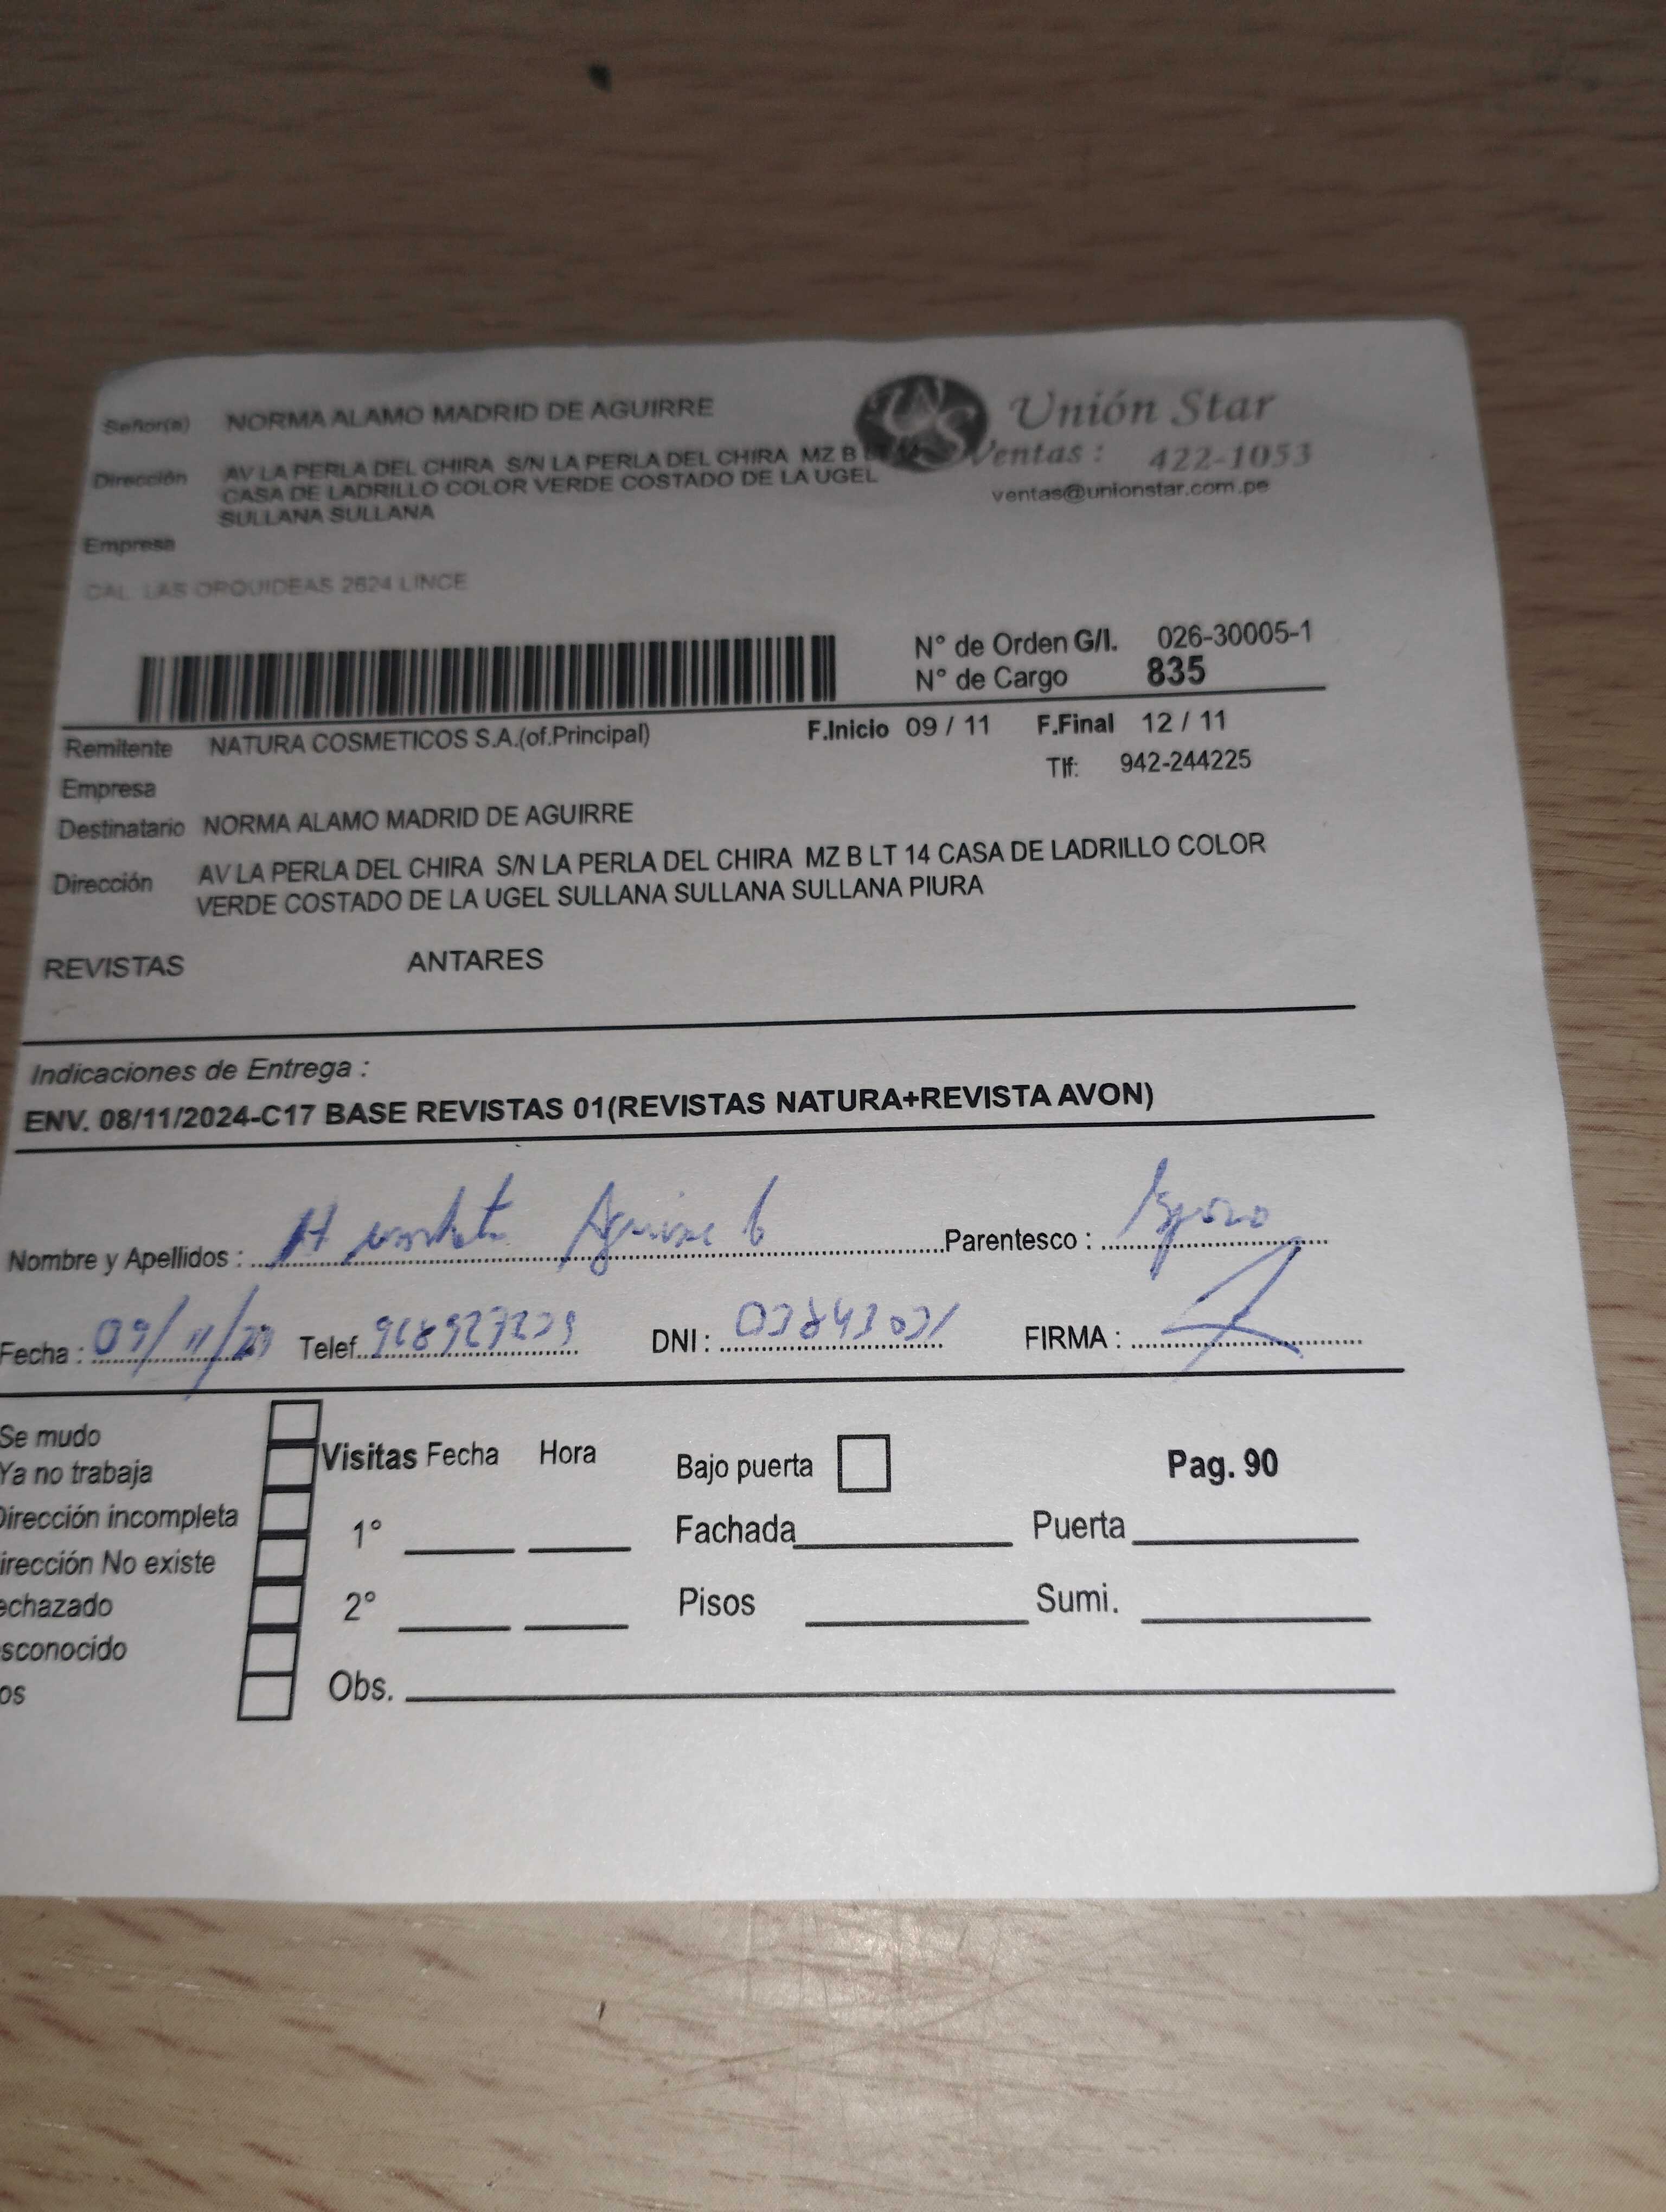 Señor(a) NORMA ALAMO MADRID DE AGUIRRE
Unión Star
Ventas : 422-1053
ventas@unionstar.com.pe
Dirección AV LA PERLA DEL CHIRA S/N LA PERLA DEL CHIRA MZ B LT 14
CASA DE LADRILLO COLOR VERDE COSTADO DE LA UGEL
SULLANA SULLANA
Empresa
CAL LAS ORQUIDEAS 2624 LINCE
N° de Orden G/I. 026-30005-1
N° de Cargo 835
Remitente NATURA COSMETICOS S.A.(of.Principal) F.Inicio 09 / 11 F.Final 12 / 11
Empresa Tlf: 942-244225
Destinatario NORMA ALAMO MADRID DE AGUIRRE
Dirección AV LA PERLA DEL CHIRA S/N LA PERLA DEL CHIRA MZ B LT 14 CASA DE LADRILLO COLOR
VERDE COSTADO DE LA UGEL SULLANA SULLANA SULLANA PIURA
REVISTAS ANTARES
Indicaciones de Entrega :
ENV. 08/11/2024-C17 BASE REVISTAS 01(REVISTAS NATURA+REVISTA AVON)
Nombre y Apellidos : Aguirre Parentesco : Esposo
Fecha : 09/11/ Telef. DNI : FIRMA :
Se mudo
Ya no trabaja
Dirección incompleta
irección No existe
echazado
sconocido
os
Visitas Fecha Hora Bajo puerta Pag. 90
1° Fachada Puerta
2° Pisos Sumi.
Obs.